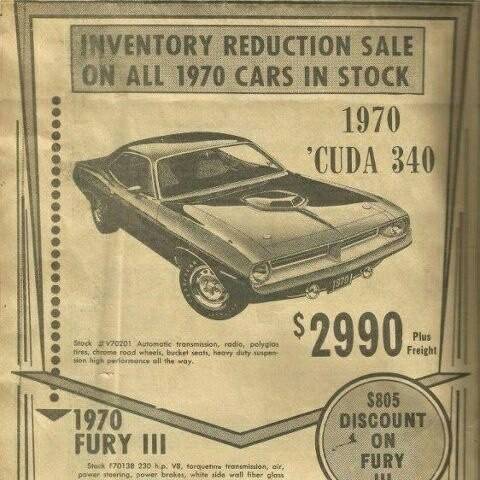 INVENTORY REDUCTION SALE
ON ALL 1970 CARS IN STOCK
1970
'CUDA 340
1970
$2990 Plus
Freight
Stock #V70201 Automatic transmission, radio, polyglas
tires, chrome road wheels, bucket seats, heavy duty suspen-
sion high performance all the way.
1970
FURY III
Stock F70138 230 h.p. V8, torqueflite transmission, air,
power steering, power brakes, white side wall fiber glass
$805
DISCOUNT
ON
FURY
III